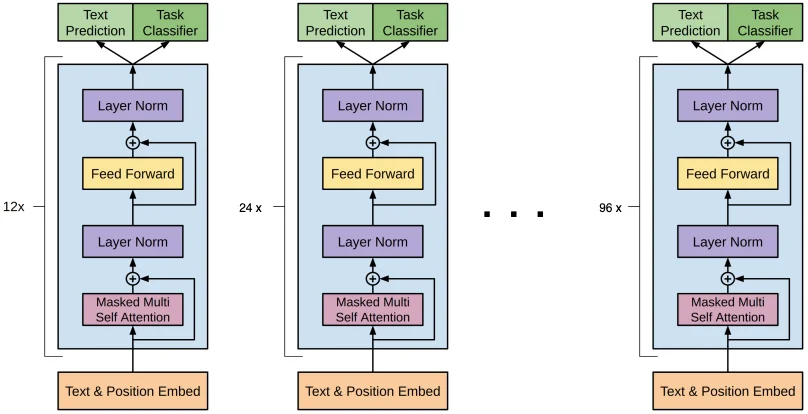 Text
Prediction
Task
Classifier
Layer Norm
Feed Forward
12x
Layer Norm
Masked Multi
Self Attention
Text & Position Embed
Text
Prediction
Task
Classifier
Layer Norm
Feed Forward
24 x
Layer Norm
Masked Multi
Self Attention
Text & Position Embed
. . .
Text
Prediction
Task
Classifier
Layer Norm
Feed Forward
96 x
Layer Norm
Masked Multi
Self Attention
Text & Position Embed